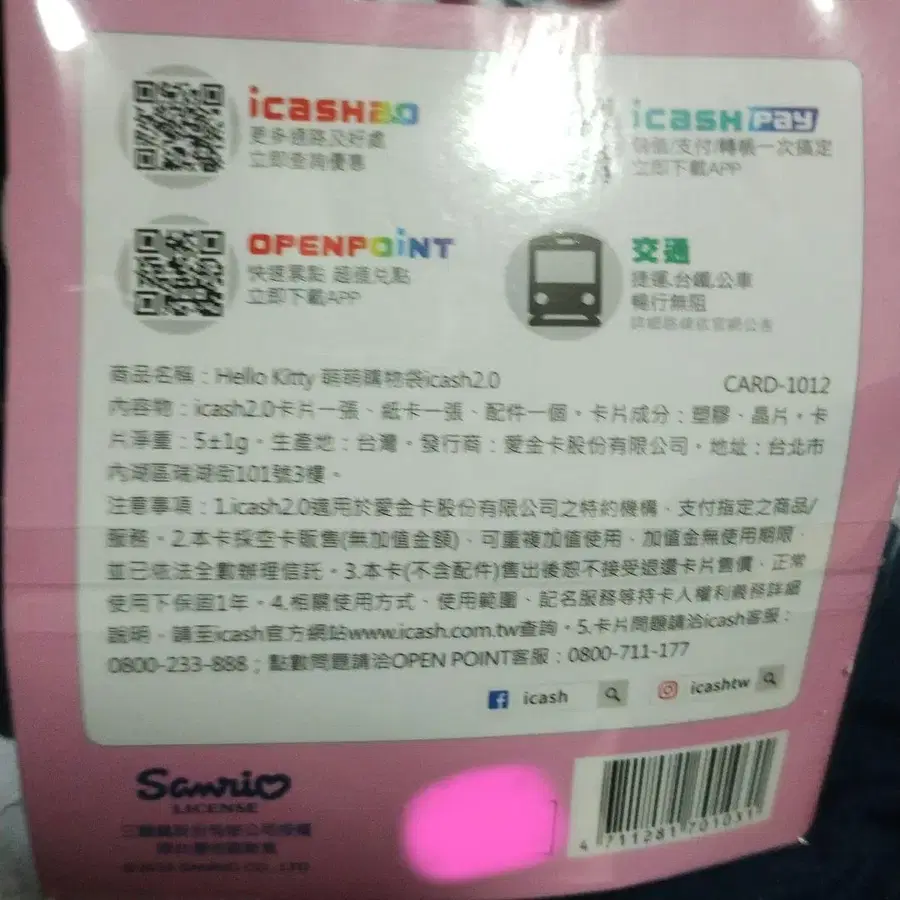 icash2.0
更多通路及好處
立即查詢優惠
icash Pay
儲值/支付/轉帳一次搞定
立即下載APP
OPENPOINT
快速累點 超值兌點
立即下載APP
交通
捷運.台鐵.公車
暢行無阻
詳細路線依官網公告
商品名稱：Hello Kitty 萌萌購物袋icash2.0
CARD-1012
內容物：icash2.0卡片一張、紙卡一張、配件一個。卡片成分：塑膠、晶片。卡
片淨重：5±1g。生產地：台灣。發行商：愛金卡股份有限公司。地址：台北市
內湖區瑞湖街101號3樓。
注意事項：1.icash2.0適用於愛金卡股份有限公司之特約機構、支付指定之商品/
服務。2.本卡採空卡販售(無加值金額)、可重複加值使用、加值金無使用期限，
並已依法全數辦理信託。3.本卡(不含配件)售出後恕不接受退還卡片售價，正常
使用下保固1年。4.相關使用方式、使用範圍、記名服務等持卡人權利義務詳細
說明，請至icash官方網站www.icash.com.tw查詢。5.卡片問題請洽icash客服：
0800-233-888；點數問題請洽OPEN POINT客服：0800-711-177
icash
icashtw
Sanrio
LICENSE
4 711281 701031